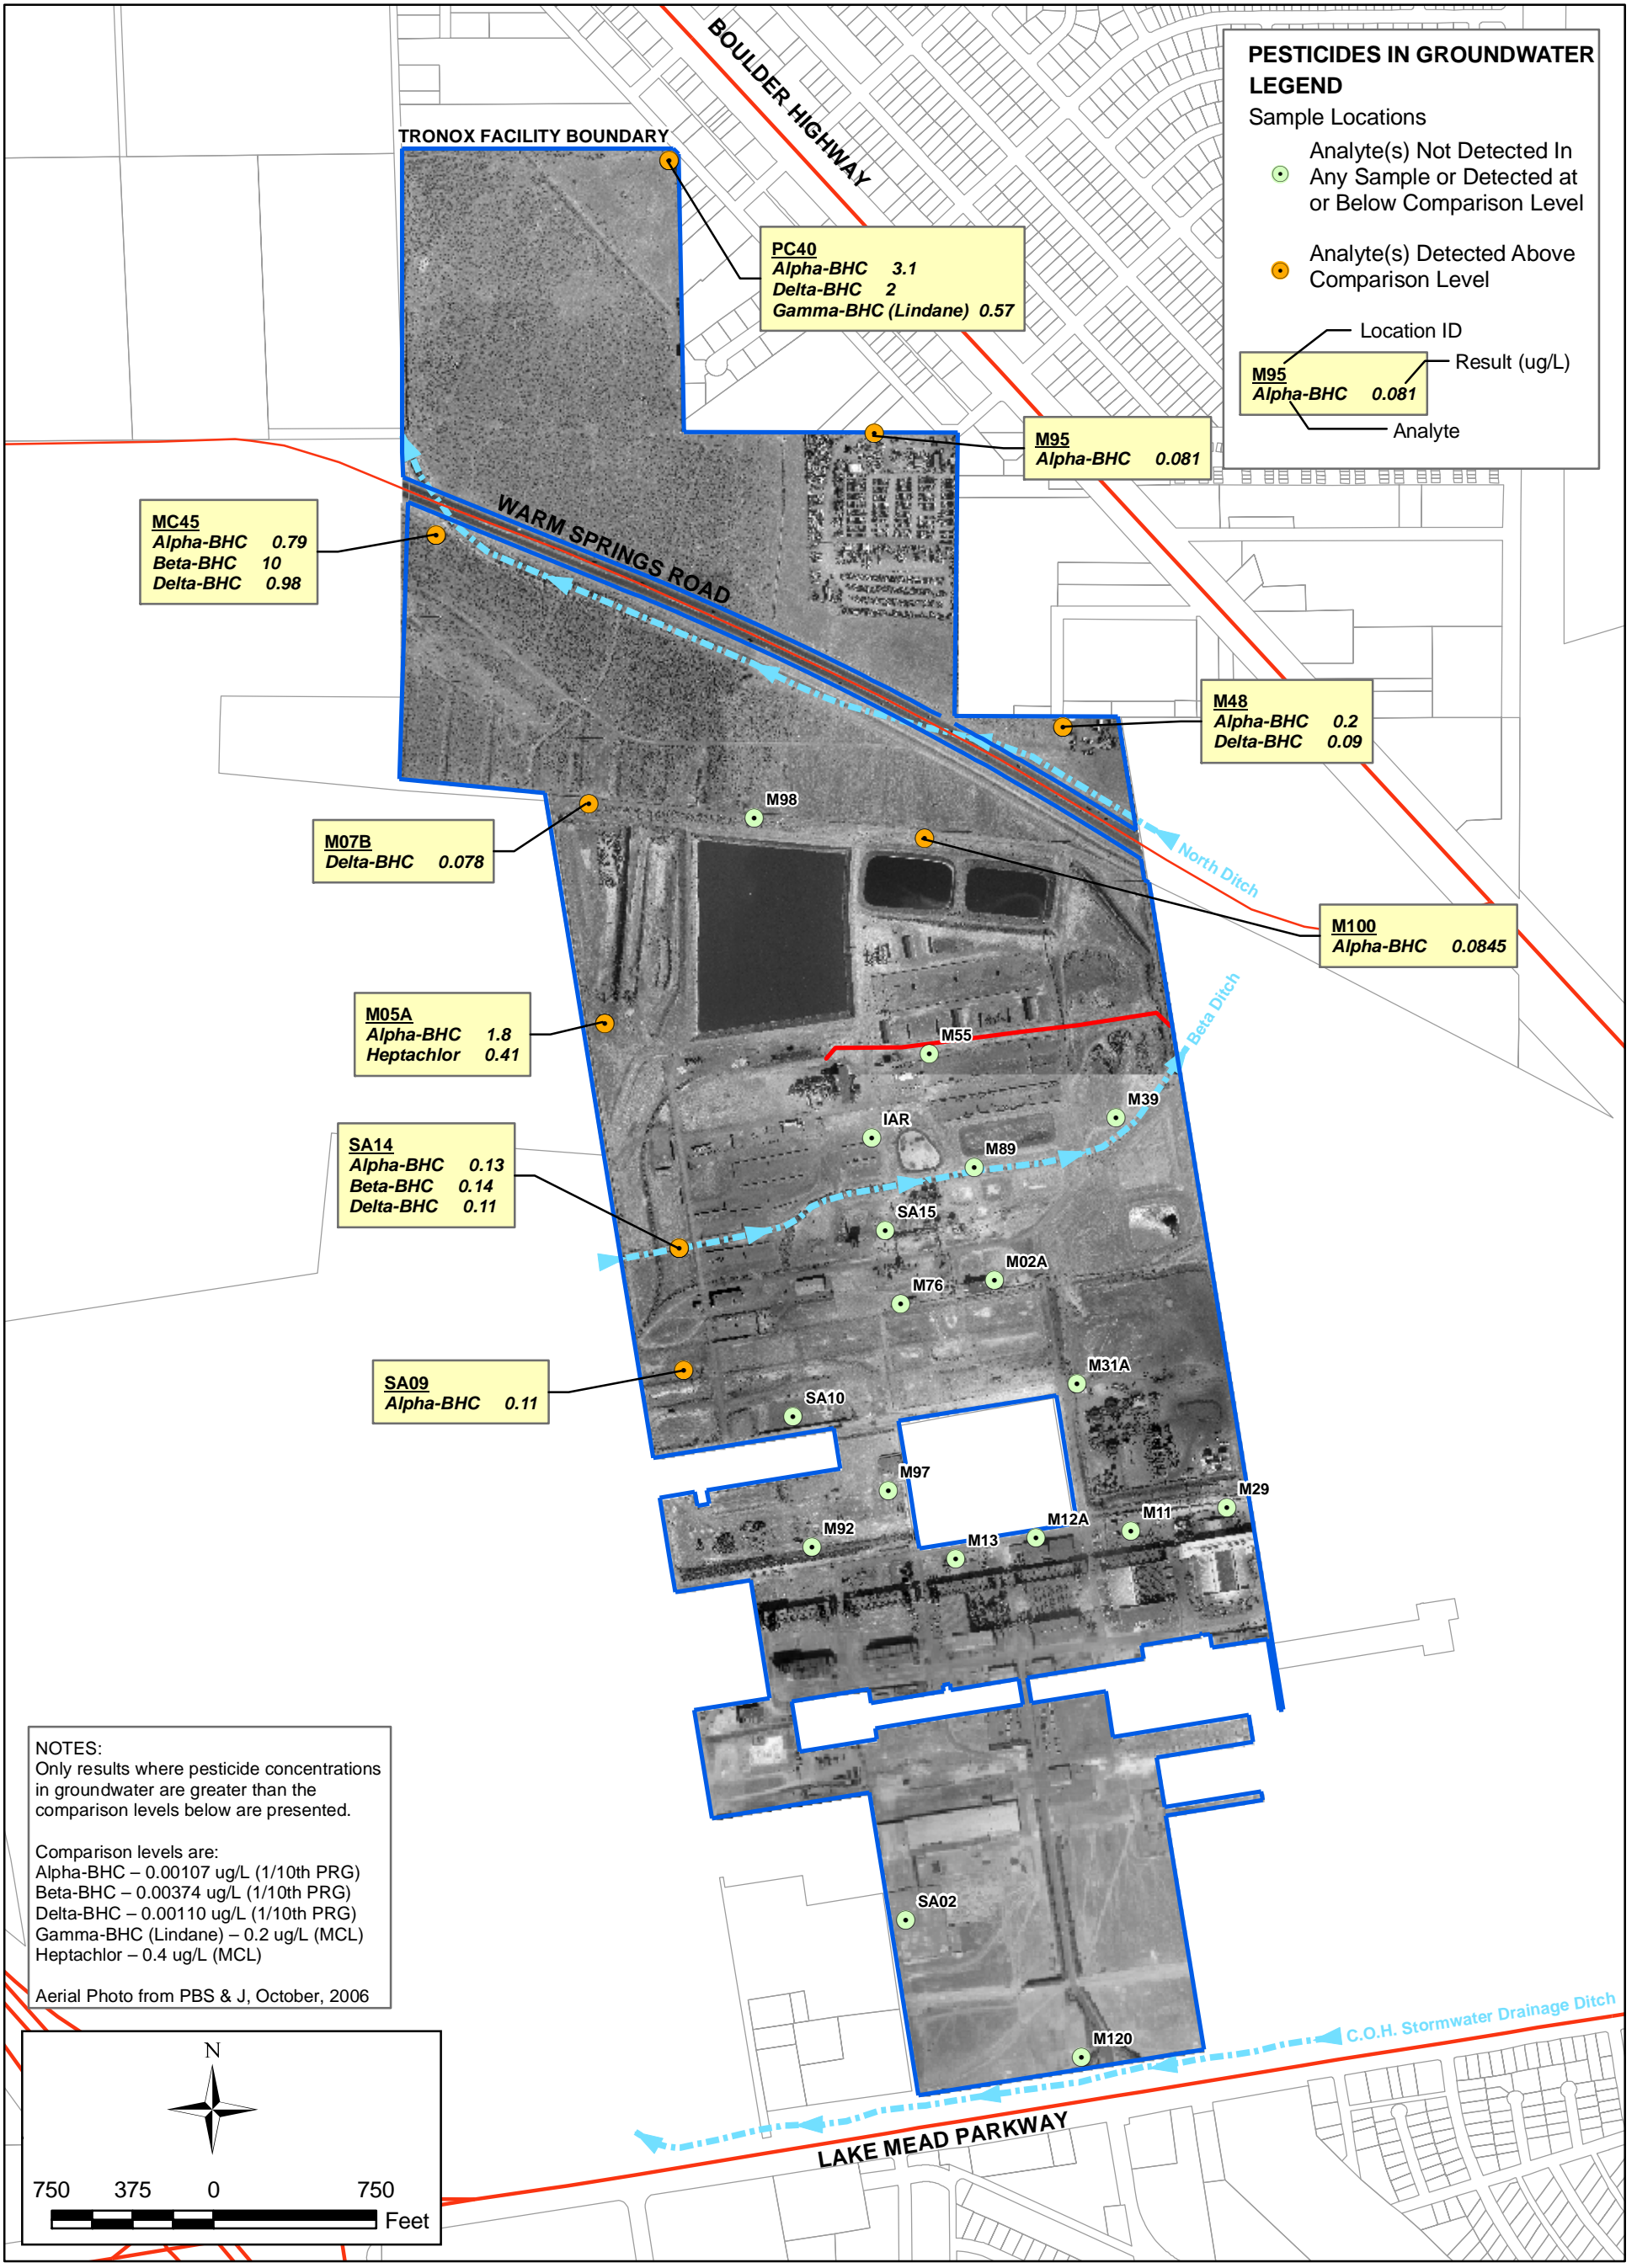 BOULDER HIGHWAY
PESTICIDES IN GROUNDWATER
LEGEND
Sample Locations
Analyte(s) Not Detected In
Any Sample or Detected at
or Below Comparison Level
Analyte(s) Detected Above
Comparison Level
Location ID
Result (ug/L)
M95
Alpha-BHC 0.081
Analyte
TRONOX FACILITY BOUNDARY
PC40
Alpha-BHC 3.1
Delta-BHC 2
Gamma-BHC (Lindane) 0.57
M95
Alpha-BHC 0.081
WARM SPRINGS ROAD
MC45
Alpha-BHC 0.79
Beta-BHC 10
Delta-BHC 0.98
M48
Alpha-BHC 0.2
Delta-BHC 0.09
M98
M07B
Delta-BHC 0.078
North Ditch
M100
Alpha-BHC 0.0845
M05A
Alpha-BHC 1.8
Heptachlor 0.41
M55
Beta Ditch
M39
IAR
M89
SA14
Alpha-BHC 0.13
Beta-BHC 0.14
Delta-BHC 0.11
SA15
M02A
M76
SA09
Alpha-BHC 0.11
M31A
SA10
M97
M29
M92
M13
M12A
M11
NOTES:
Only results where pesticide concentrations
in groundwater are greater than the
comparison levels below are presented.
Comparison levels are:
Alpha-BHC – 0.00107 ug/L (1/10th PRG)
Beta-BHC – 0.00374 ug/L (1/10th PRG)
Delta-BHC – 0.00110 ug/L (1/10th PRG)
Gamma-BHC (Lindane) – 0.2 ug/L (MCL)
Heptachlor – 0.4 ug/L (MCL)
Aerial Photo from PBS & J, October, 2006
SA02
M120
C.O.H. Stormwater Drainage Ditch
LAKE MEAD PARKWAY
N
750 375 0 750
Feet